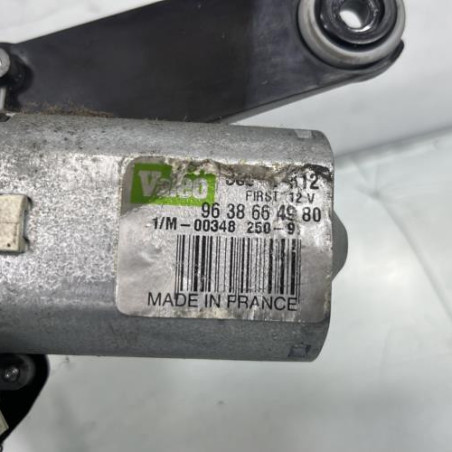 Valeo
FIRST 12 V
96 38 66 49 80
1/M-00348 250-9
MADE IN FRANCE